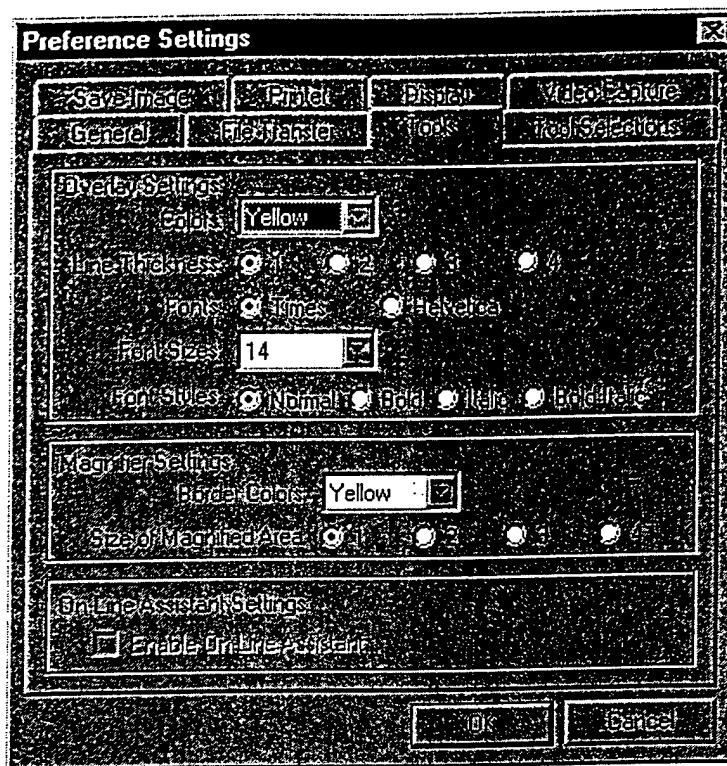 Preference Settings
Save Image Printer Display Video Capture
General File Transfer Tools Tool Selections
Overlay Settings
Colors: Yellow
Line Thickness: 1 2 3 4
Fonts: Times Helvetica
Font Sizes: 14
Font Styles: Normal Bold Italic Bold-Italic
Magnifier Settings
Border Colors: Yellow
Size of Magnified Area: 1 2 3 4
On-Line Assistant Settings
Enable On-Line Assistant
OK Cancel